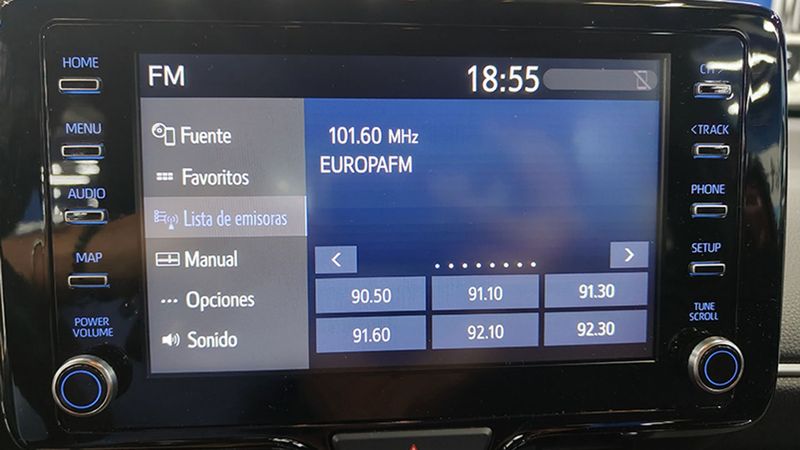 HOME
MENU
AUDIO
MAP
POWER
VOLUME
FM
18:55
Fuente
Favoritos
Lista de emisoras
Manual
Opciones
Sonido
101.60 MHz
EUROPAFM
< >
90.50 91.10 91.30
91.60 92.10 92.30
CH >
<TRACK
PHONE
SETUP
TUNE
SCROLL